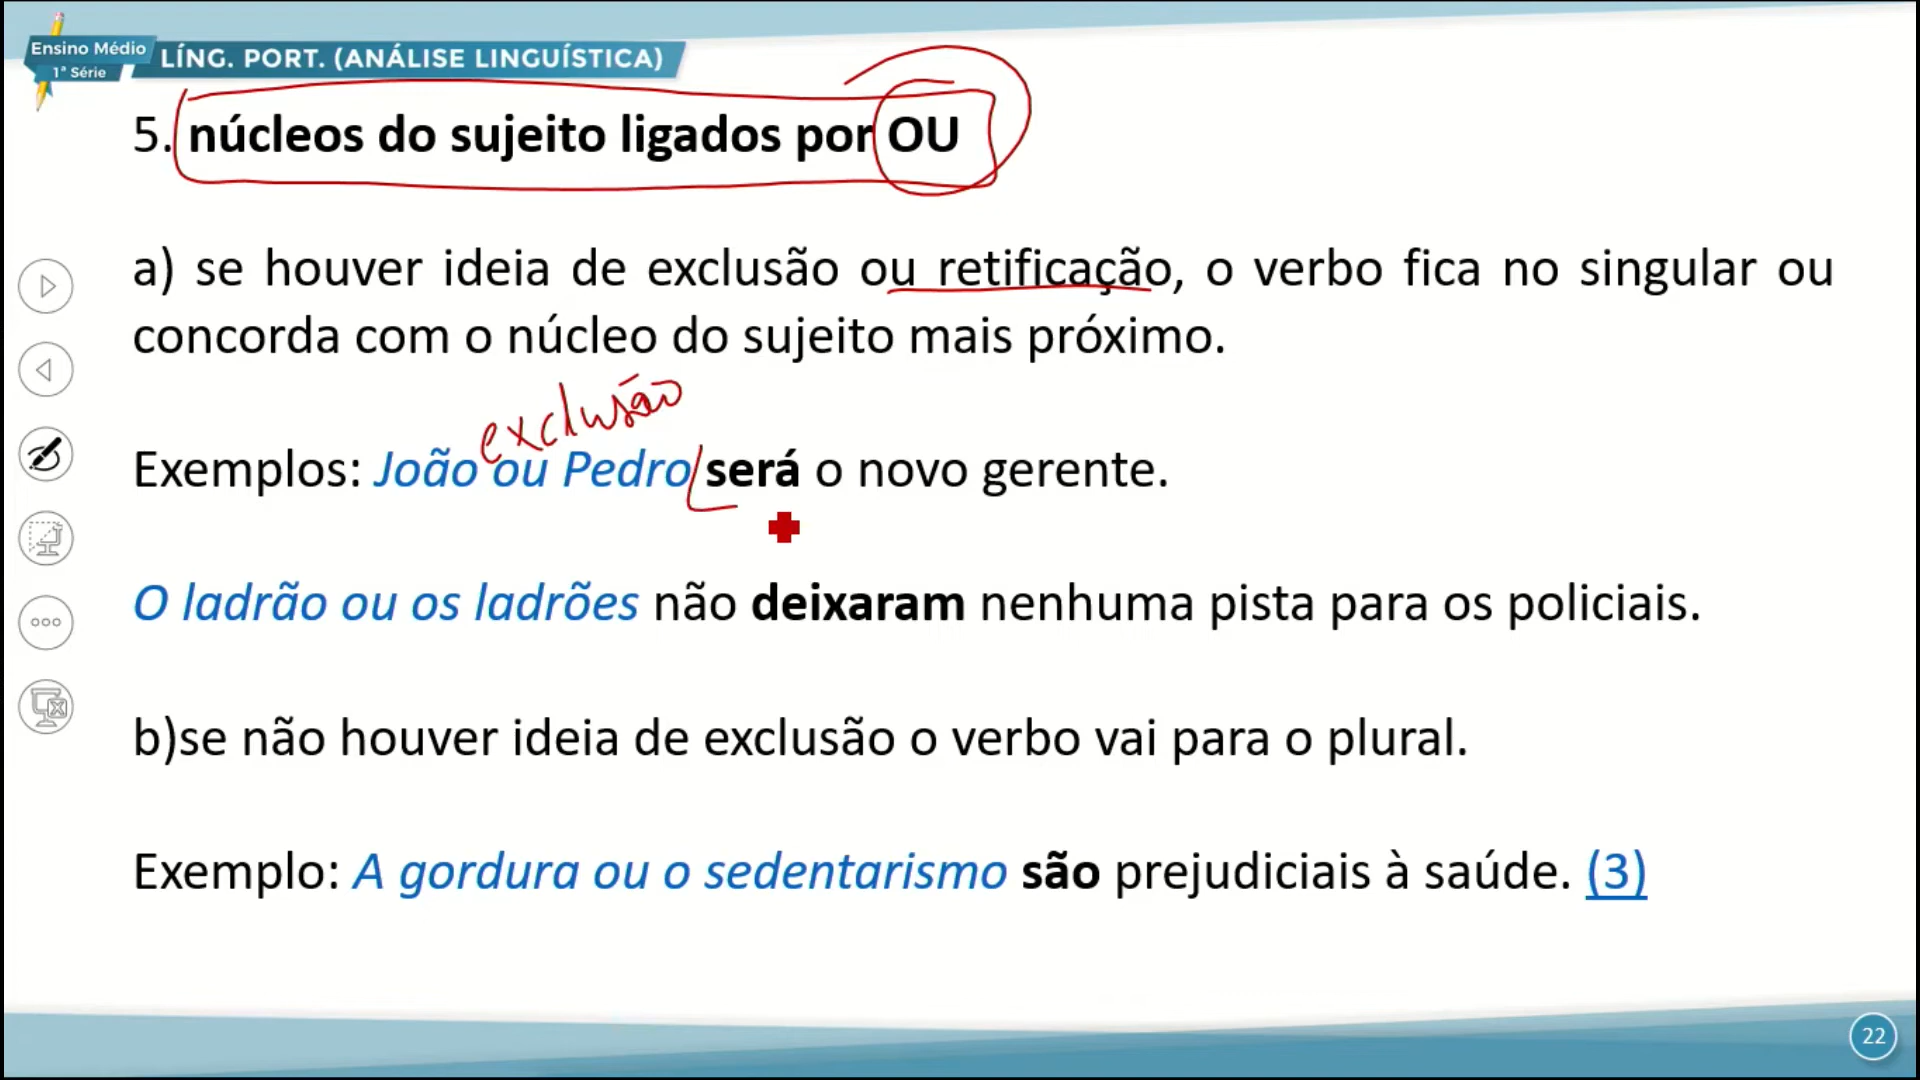 Ensino Médio
1ª Série
LÍNG. PORT. (ANÁLISE LINGUÍSTICA)
5. núcleos do sujeito ligados por OU
a) se houver ideia de exclusão ou retificação, o verbo fica no singular ou
concorda com o núcleo do sujeito mais próximo.
exclusão
Exemplos: João ou Pedro será o novo gerente.
O ladrão ou os ladrões não deixaram nenhuma pista para os policiais.
b)se não houver ideia de exclusão o verbo vai para o plural.
Exemplo: A gordura ou o sedentarismo são prejudiciais à saúde. (3)
22